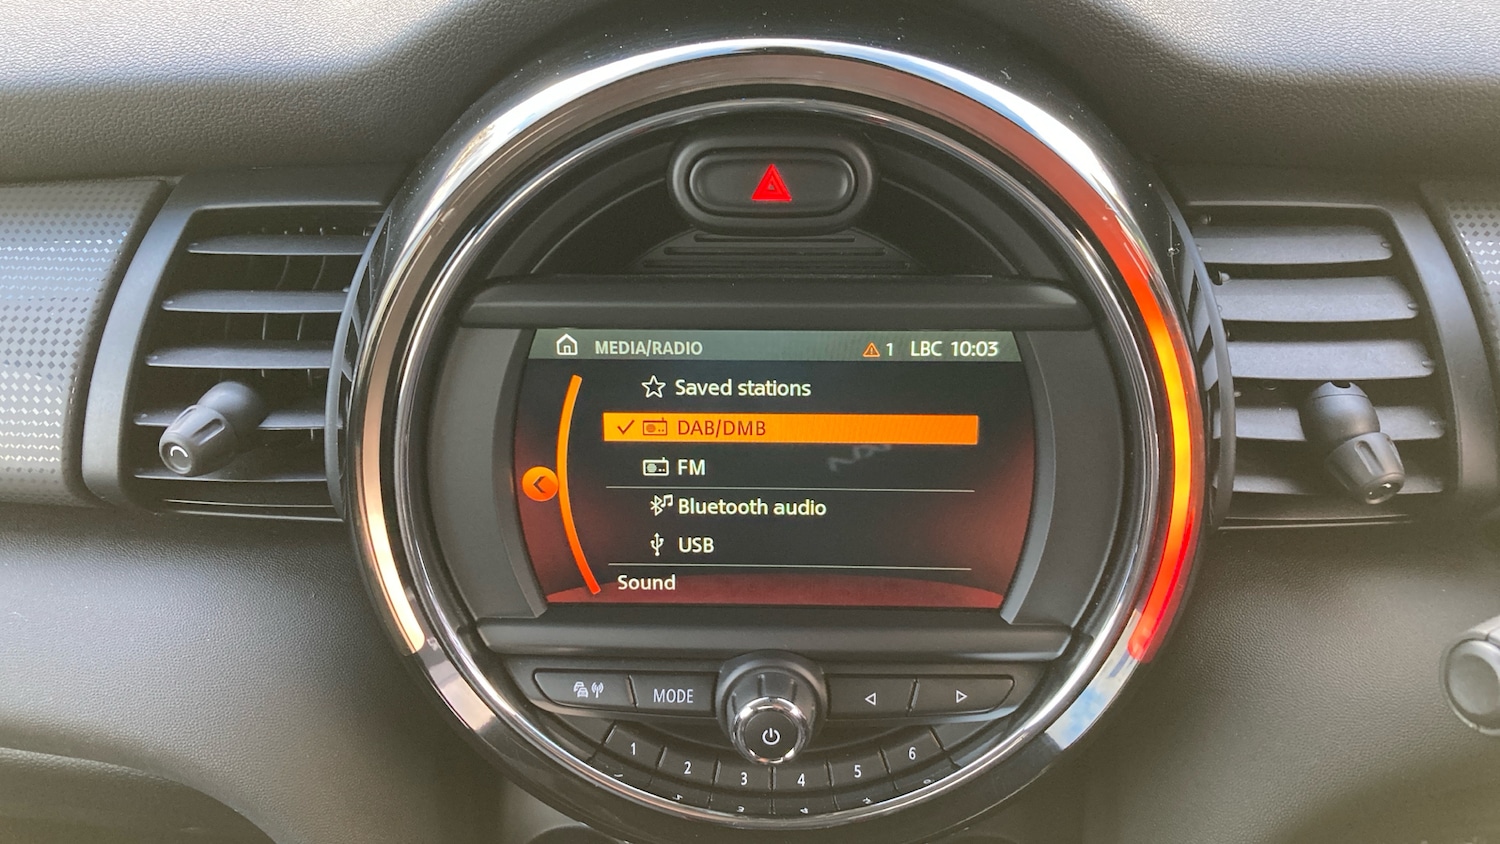 MEDIA/RADIO 1 LBC 10:03
Saved stations
DAB/DMB
FM
Bluetooth audio
USB
Sound
MODE
1 2 3 4 5 6